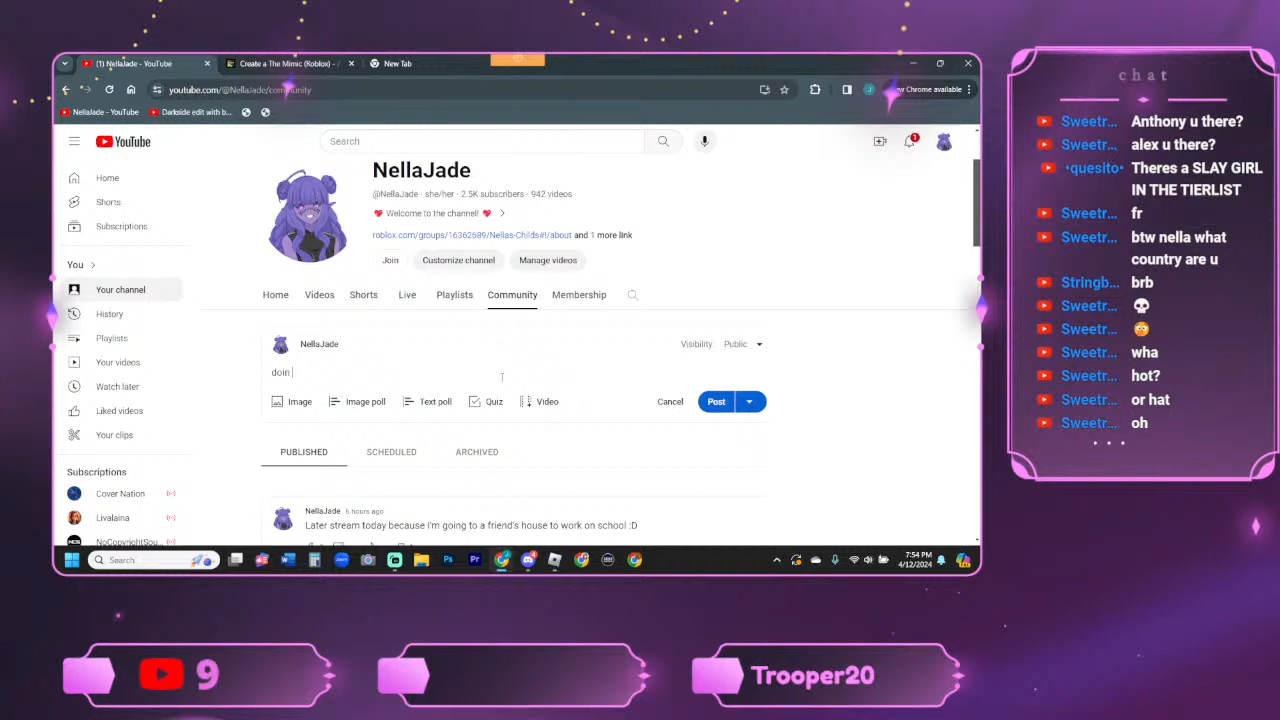 (1) NellaJade - YouTube
Create a The Mimic (Roblox) - /
New Tab
youtube.com/@NellaJade/community
w Chrome available
NellaJade - YouTube
Darkside edit with b...
YouTube
Search
1
Home
Shorts
Subscriptions
You
Your channel
History
Playlists
Your videos
Watch later
Liked videos
Your clips
Subscriptions
Cover Nation
Livalaina
NoCopyrightSou...
NellaJade
@NellaJade · she/her · 2.5K subscribers · 942 videos
Welcome to the channel!
roblox.com/groups/16362689/Nellas-Childs#!/about and 1 more link
Join
Customize channel
Manage videos
Home
Videos
Shorts
Live
Playlists
Community
Membership
NellaJade
Visibility: Public
doin
Image
Image poll
Text poll
Quiz
Video
Cancel
Post
PUBLISHED
SCHEDULED
ARCHIVED
NellaJade 6 hours ago
Later stream today because I'm going to a friend's house to work on school :D
Search
7:54 PM
4/12/2024
chat
Sweetr... Anthony u there?
Sweetr... alex u there?
•quesito• Theres a SLAY GIRL
IN THE TIERLIST
Sweetr... fr
Sweetr... btw nella what
country are u
Stringb... brb
Sweetr... 💀
Sweetr... 😳
Sweetr... wha
Sweetr... hot?
Sweetr... or hat
Sweetr... oh
9
Trooper20